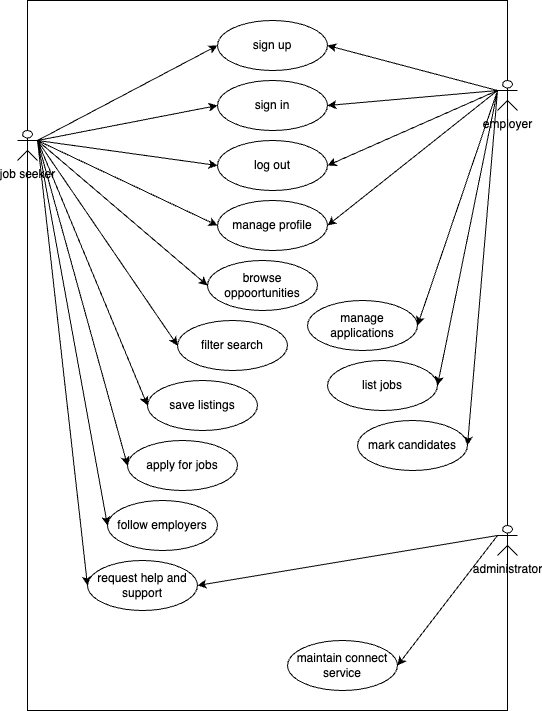 sign up
sign in
employer
log out
job seeker
manage profile
browse
oppoortunities
manage
applications
filter search
list jobs
save listings
mark candidates
apply for jobs
follow employers
administrator
request help and
support
maintain connect
service